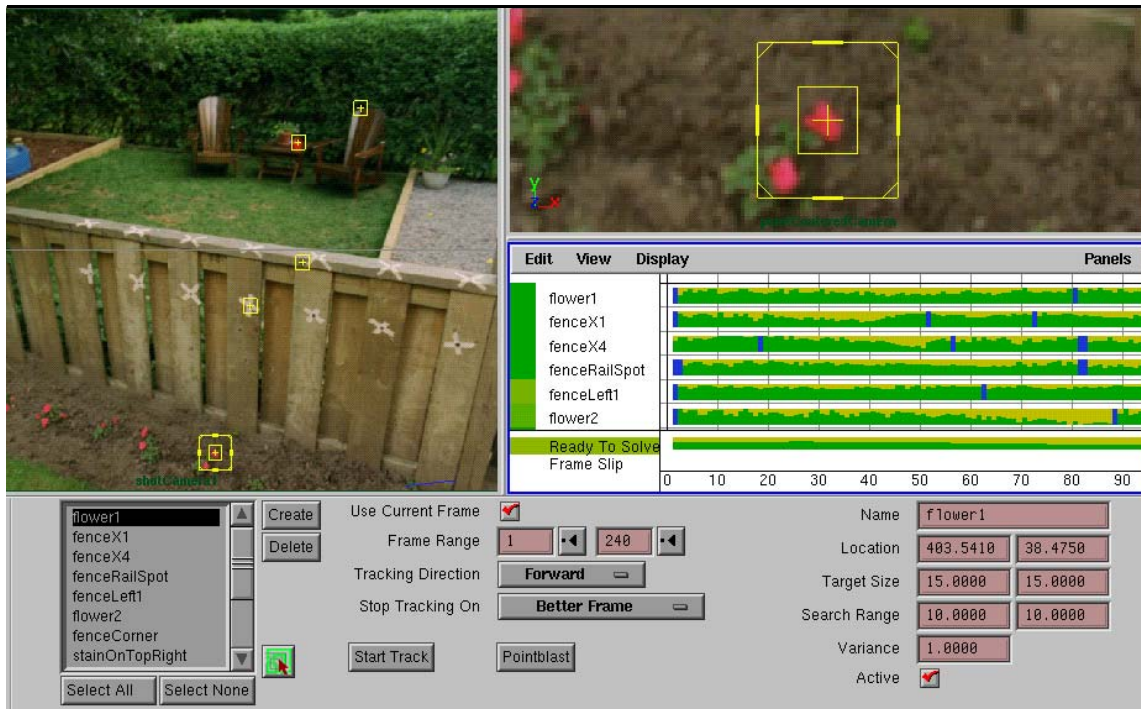 shotCamera1
y
z
x
Edit View Display Panels
flower1
fenceX1
fenceX4
fenceRailSpot
fenceLeft1
flower2
Ready To Solve
Frame Slip
0 10 20 30 40 50 60 70 80 90
flower1
fenceX1
fenceX4
fenceRailSpot
fenceLeft1
flower2
fenceCorner
stainOnTopRight
Select All Select None
Create
Delete
Use Current Frame
Frame Range 1 240
Tracking Direction Forward
Stop Tracking On Better Frame
Start Track Pointblast
Name flower1
Location 403.5410 38.4750
Target Size 15.0000 15.0000
Search Range 10.0000 10.0000
Variance 1.0000
Active